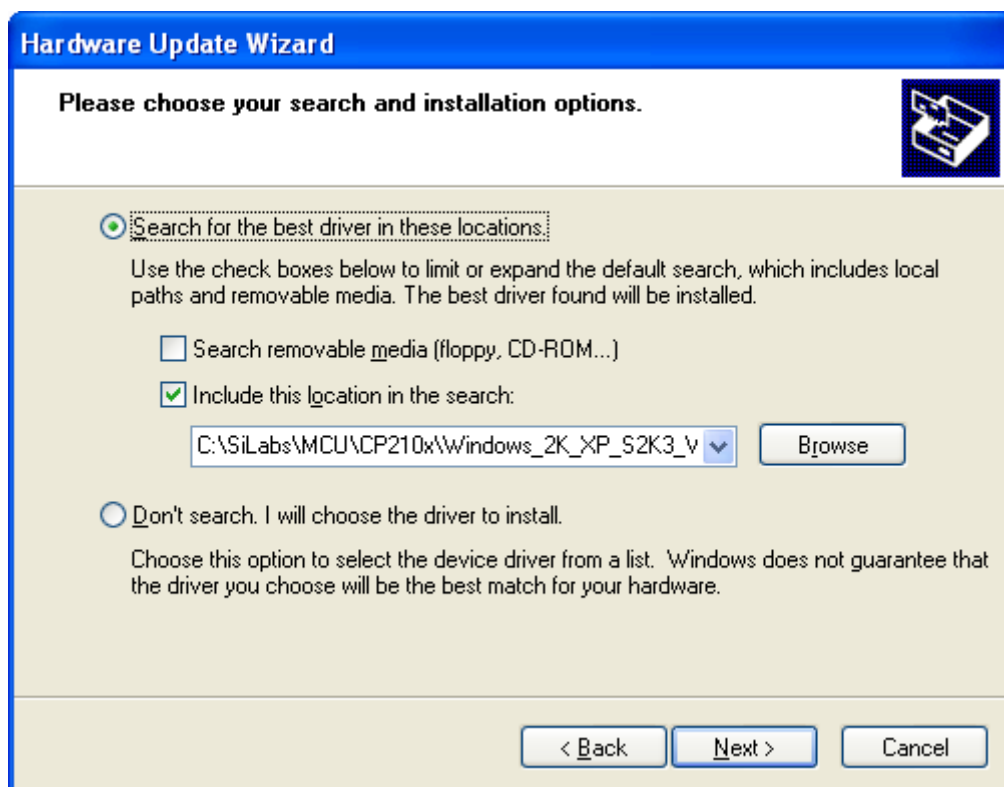 Hardware Update Wizard
Please choose your search and installation options.
Search for the best driver in these locations.
Use the check boxes below to limit or expand the default search, which includes local
paths and removable media. The best driver found will be installed.
Search removable media (floppy, CD-ROM...)
Include this location in the search:
C:\SiLabs\MCU\CP210x\Windows_2K_XP_S2K3_V
Browse
Don't search. I will choose the driver to install.
Choose this option to select the device driver from a list. Windows does not guarantee that
the driver you choose will be the best match for your hardware.
< Back Next > Cancel